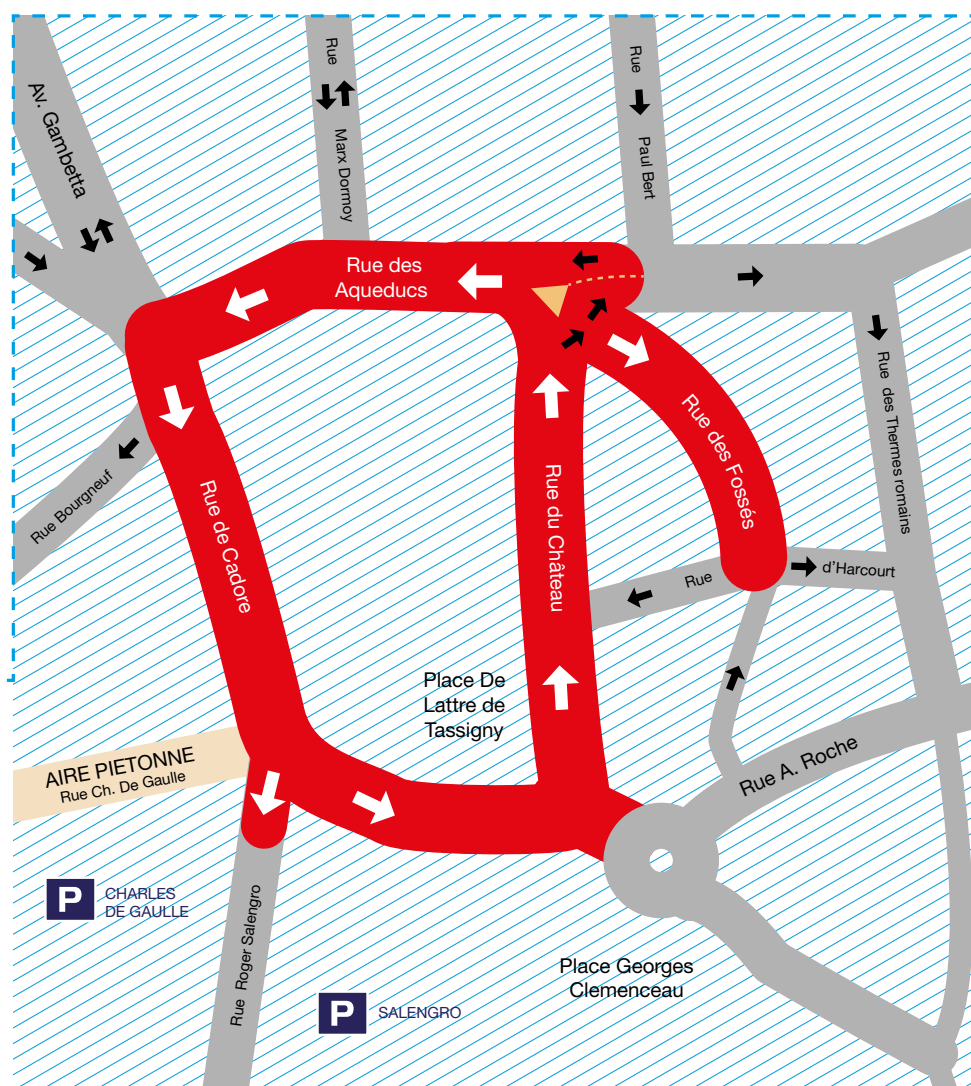 Rue
Marx Dormoy
Rue
Paul Bert
Av. Gambetta
Rue des
Aqueducs
Rue des Fossés
Rue des Thermes romains
Rue Bourgneuf
Rue de Cadore
Rue du Château
Rue
d'Harcourt
Place De
Lattre de
Tassigny
AIRE PIETONNE
Rue Ch. De Gaulle
Rue A. Roche
P
CHARLES
DE GAULLE
Rue Roger Salengro
Place Georges
Clemenceau
P
SALENGRO